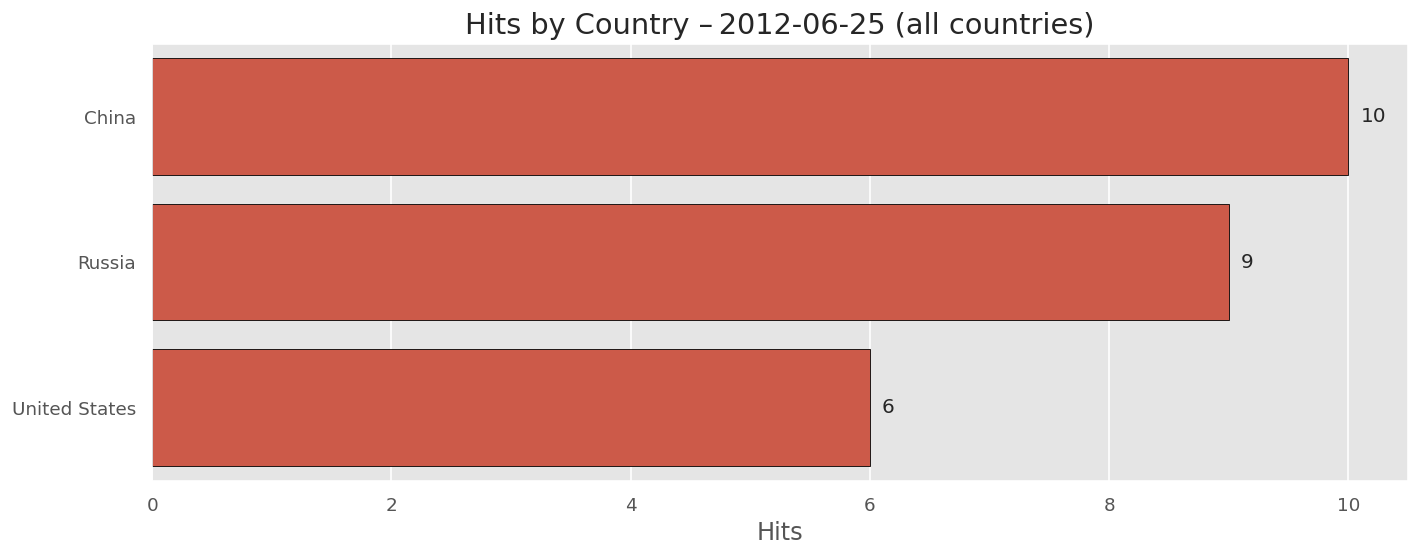 Hits by Country – 2012-06-25 (all countries)
China
10
Russia
9
United States
6
0 2 4 6 8 10
Hits